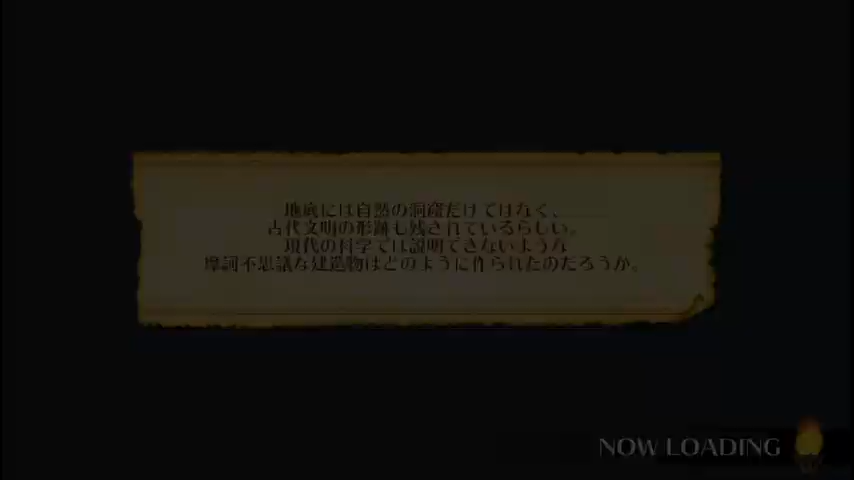 地底には自然の洞窟だけではなく、
古代文明の形跡も残されているらしい。
現代の科学では説明できないような
摩訶不思議な建造物はどのように作られたのだろうか。
NOW LOADING